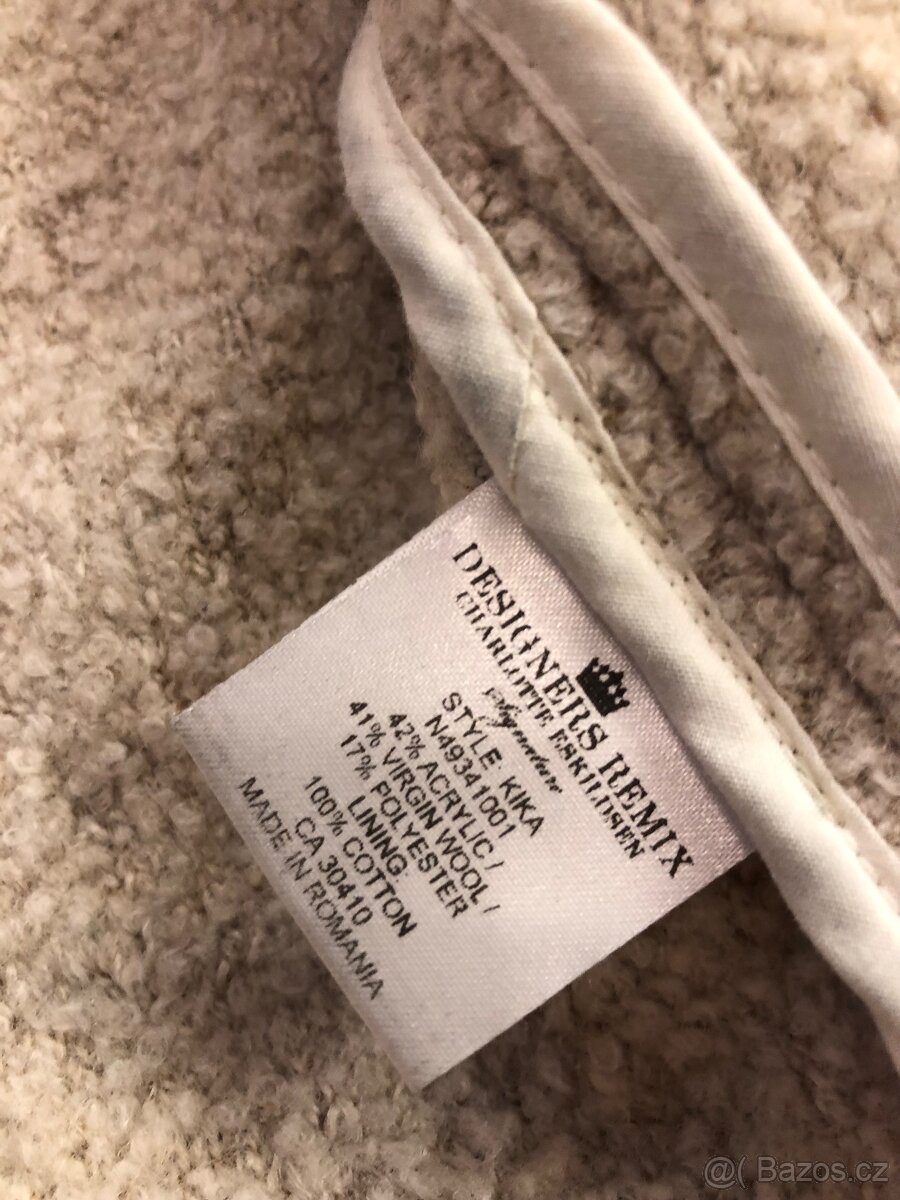 DESIGNERS REMIX
CHARLOTTE ESKILDSEN
signature
STYLE: KIKA
N49341001
42% ACRYLIC /
41% VIRGIN WOOL /
17% POLYESTER
LINING:
100% COTTON
CA 30410
MADE IN ROMANIA
@( Bazos.cz